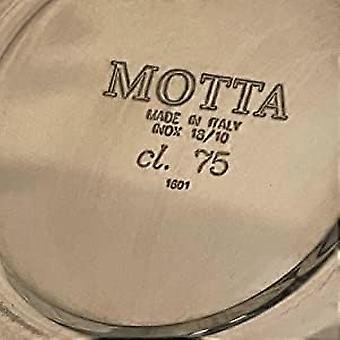 MOTTA
MADE IN ITALY
INOX 18/10
cl. 75
1601